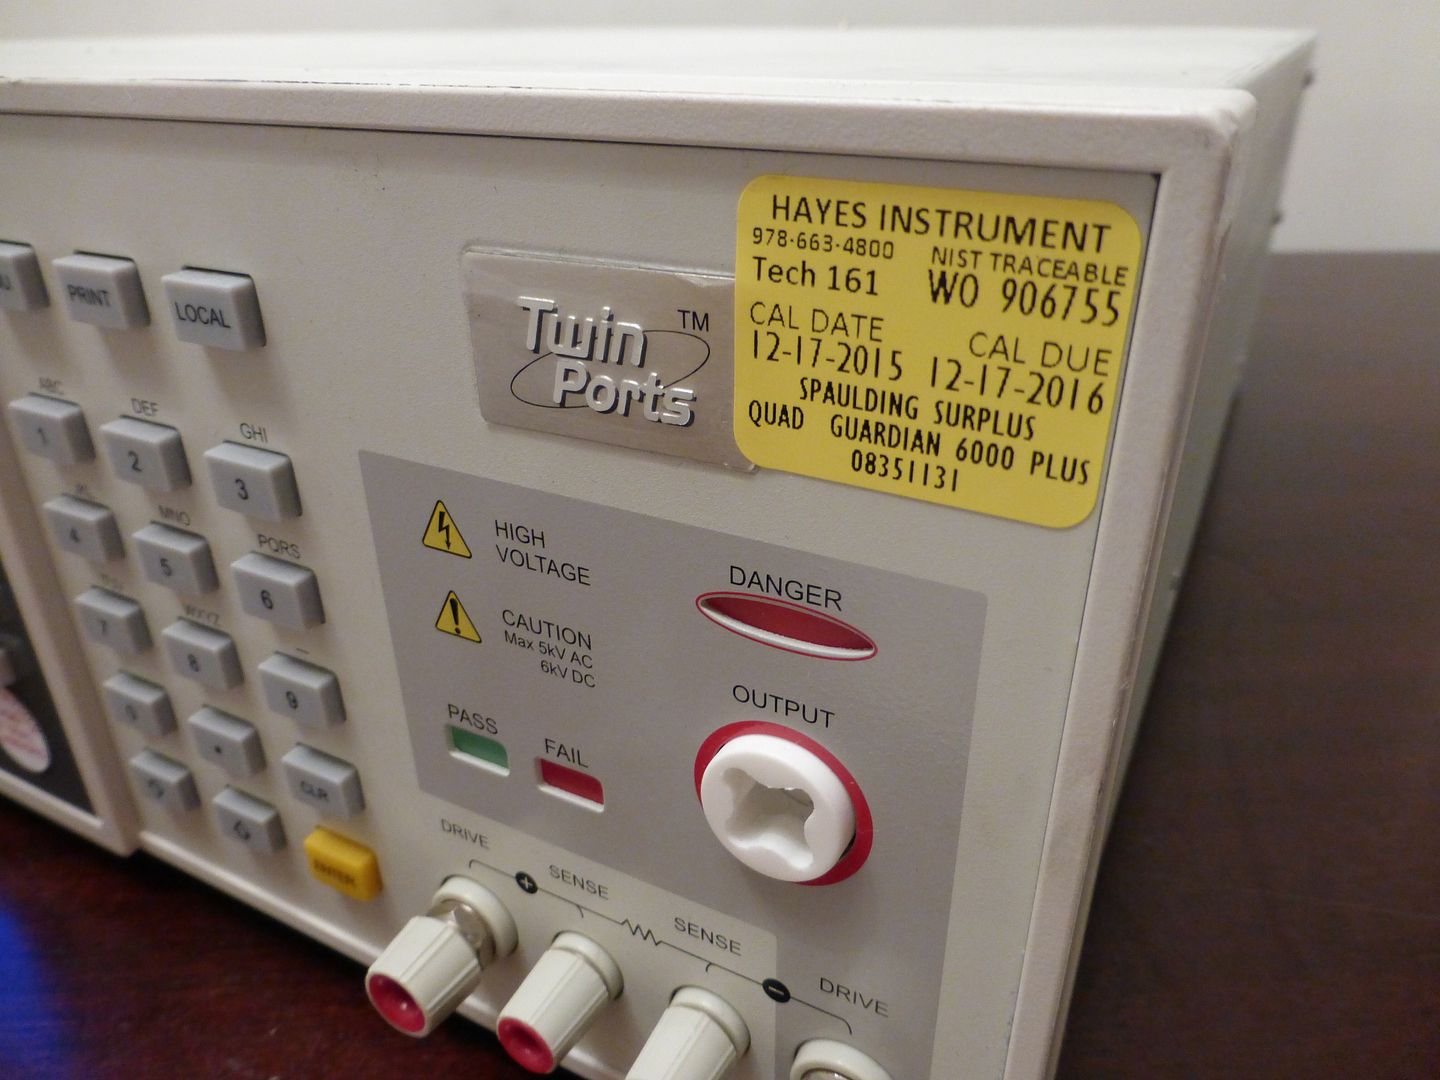 HAYES INSTRUMENT
978-663-4800 NIST TRACEABLE
Tech 161 WO 906755
CAL DATE CAL DUE
12-17-2015 12-17-2016
SPAULDING SURPLUS
QUAD GUARDIAN 6000 PLUS
08351131
Twin
Ports
TM
PRINT
LOCAL
ABC
DEF
GHI
1
2
3
MNO
PQRS
4
5
6
WXYZ
7
8
9
CLR
ENTER
HIGH
VOLTAGE
CAUTION
Max 5kV AC
6kV DC
DANGER
OUTPUT
PASS
FAIL
DRIVE
+
SENSE
SENSE
−
DRIVE